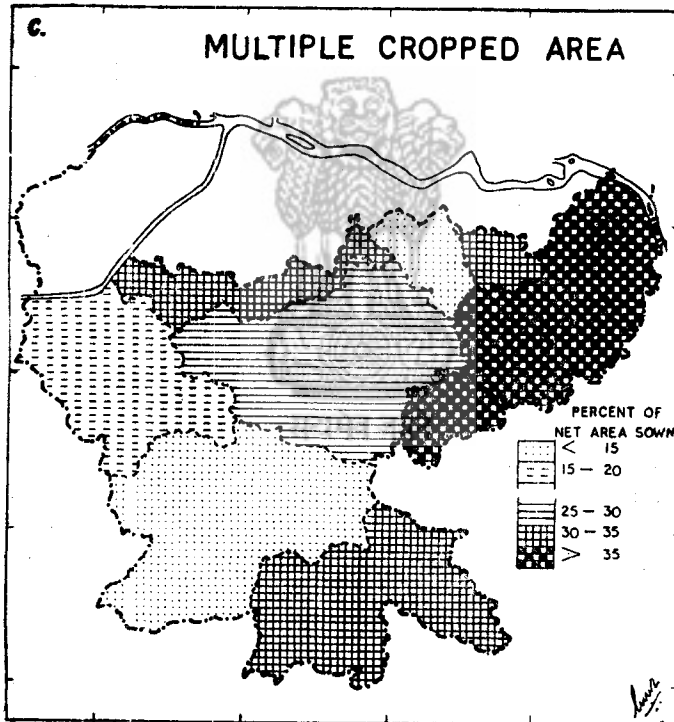 C.
MULTIPLE CROPPED AREA
PERCENT OF
NET AREA SOWN
< 15
15 – 20
25 – 30
30 – 35
> 35